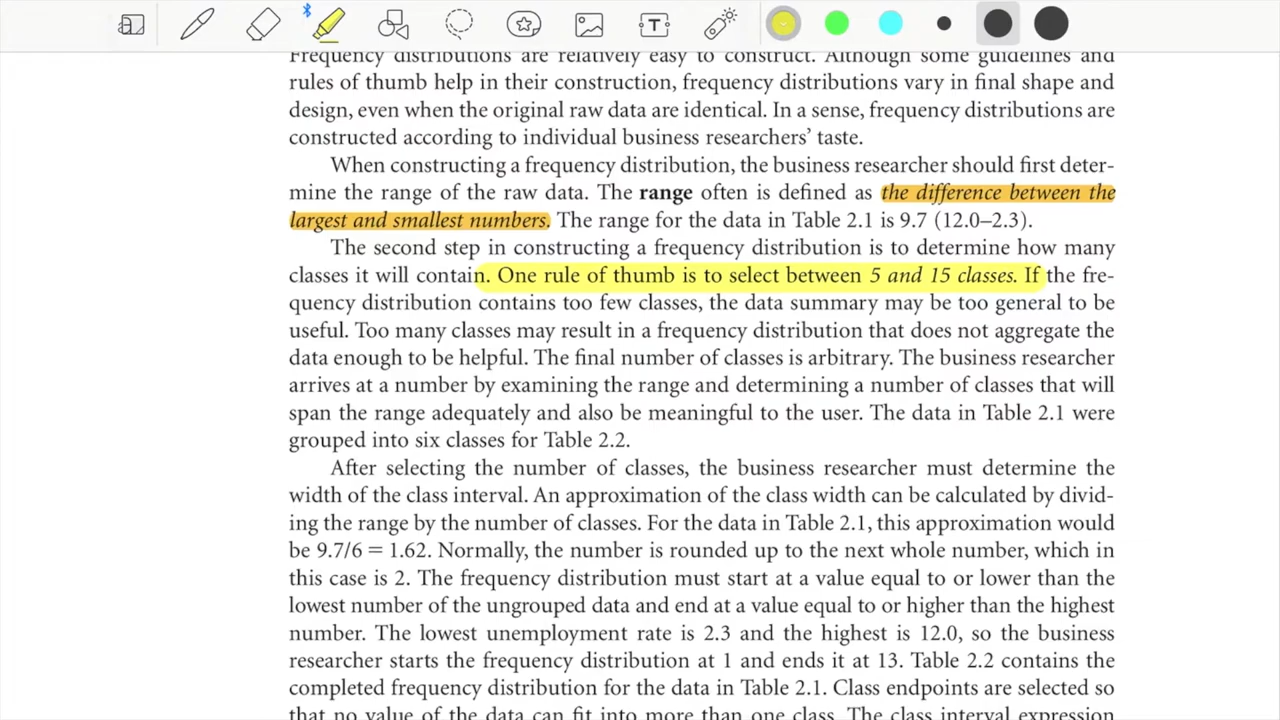 Frequency distributions are relatively easy to construct. Although some guidelines and
rules of thumb help in their construction, frequency distributions vary in final shape and
design, even when the original raw data are identical. In a sense, frequency distributions are
constructed according to individual business researchers’ taste.
When constructing a frequency distribution, the business researcher should first deter-
mine the range of the raw data. The range often is defined as the difference between the
largest and smallest numbers. The range for the data in Table 2.1 is 9.7 (12.0–2.3).
The second step in constructing a frequency distribution is to determine how many
classes it will contain. One rule of thumb is to select between 5 and 15 classes. If the fre-
quency distribution contains too few classes, the data summary may be too general to be
useful. Too many classes may result in a frequency distribution that does not aggregate the
data enough to be helpful. The final number of classes is arbitrary. The business researcher
arrives at a number by examining the range and determining a number of classes that will
span the range adequately and also be meaningful to the user. The data in Table 2.1 were
grouped into six classes for Table 2.2.
After selecting the number of classes, the business researcher must determine the
width of the class interval. An approximation of the class width can be calculated by divid-
ing the range by the number of classes. For the data in Table 2.1, this approximation would
be 9.7/6 = 1.62. Normally, the number is rounded up to the next whole number, which in
this case is 2. The frequency distribution must start at a value equal to or lower than the
lowest number of the ungrouped data and end at a value equal to or higher than the highest
number. The lowest unemployment rate is 2.3 and the highest is 12.0, so the business
researcher starts the frequency distribution at 1 and ends it at 13. Table 2.2 contains the
completed frequency distribution for the data in Table 2.1. Class endpoints are selected so
that no value of the data can fit into more than one class. The class interval expression